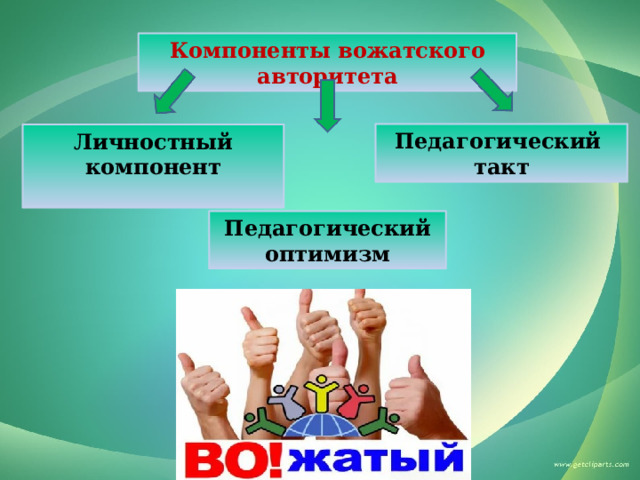 Компоненты вожатского
авторитета
Личностный
компонент
Педагогический
такт
Педагогический
оптимизм
ВО!жатый
www.getcliparts.com